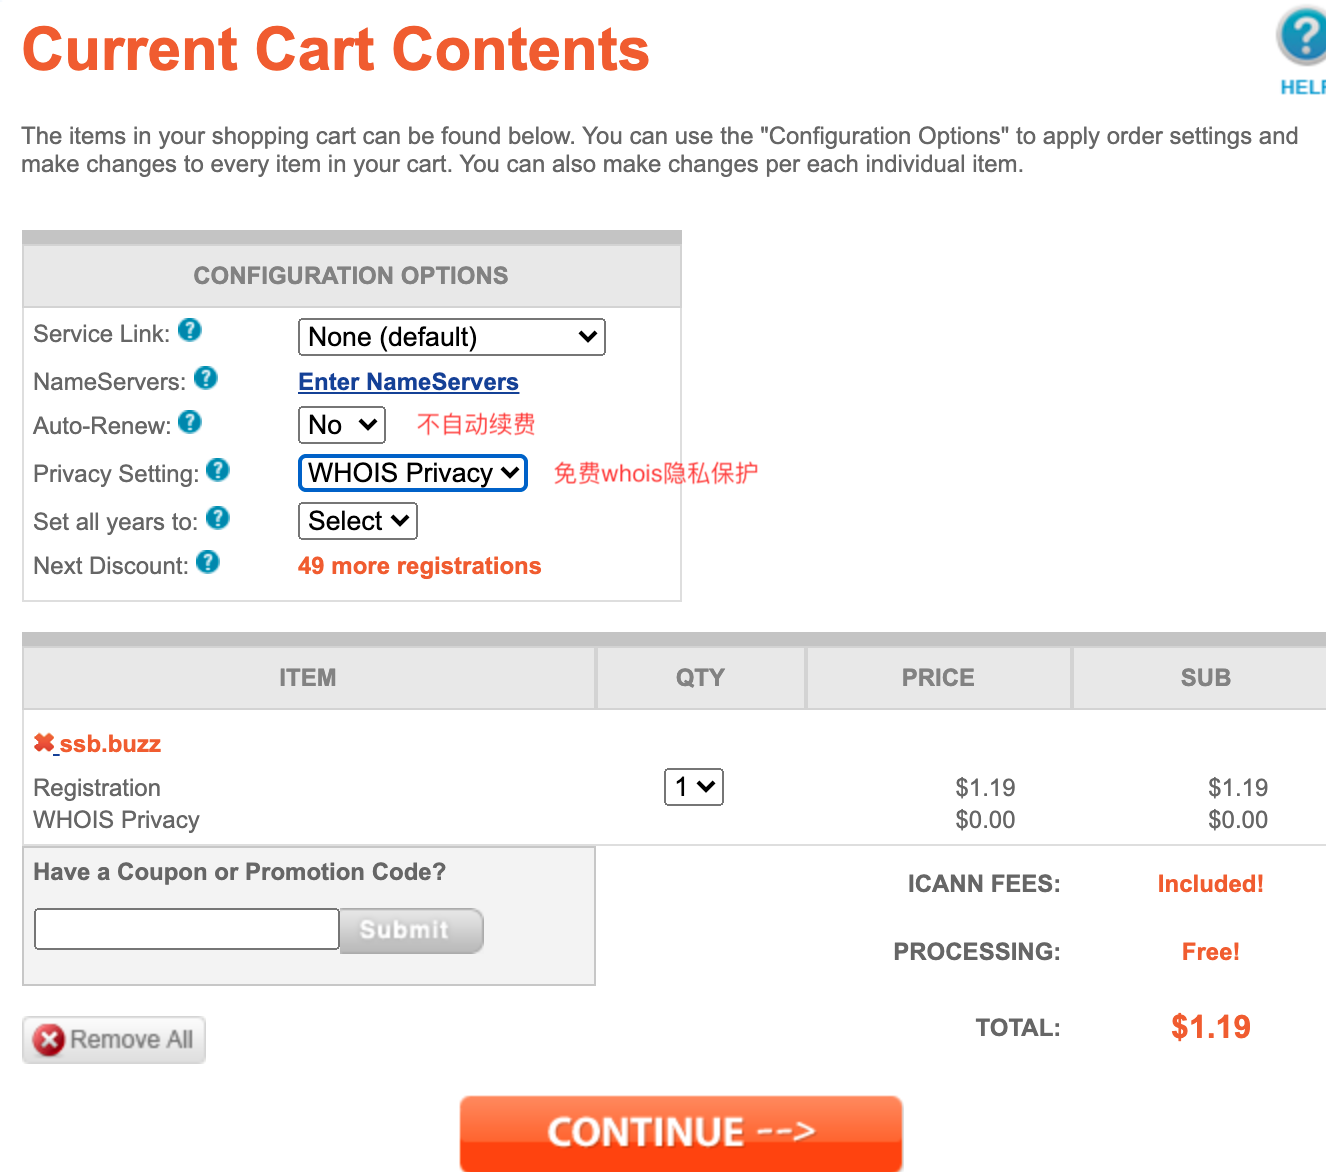 Current Cart Contents
?
HELP
The items in your shopping cart can be found below. You can use the "Configuration Options" to apply order settings and
make changes to every item in your cart. You can also make changes per each individual item.
CONFIGURATION OPTIONS
Service Link: ? None (default)
NameServers: ? Enter NameServers
Auto-Renew: ? No 不自动续费
Privacy Setting: ? WHOIS Privacy 免费whois隐私保护
Set all years to: ? Select
Next Discount: ? 49 more registrations
ITEM QTY PRICE SUB
ssb.buzz
Registration 1 $1.19 $1.19
WHOIS Privacy $0.00 $0.00
Have a Coupon or Promotion Code?
Submit
ICANN FEES: Included!
PROCESSING: Free!
Remove All
TOTAL: $1.19
CONTINUE -->